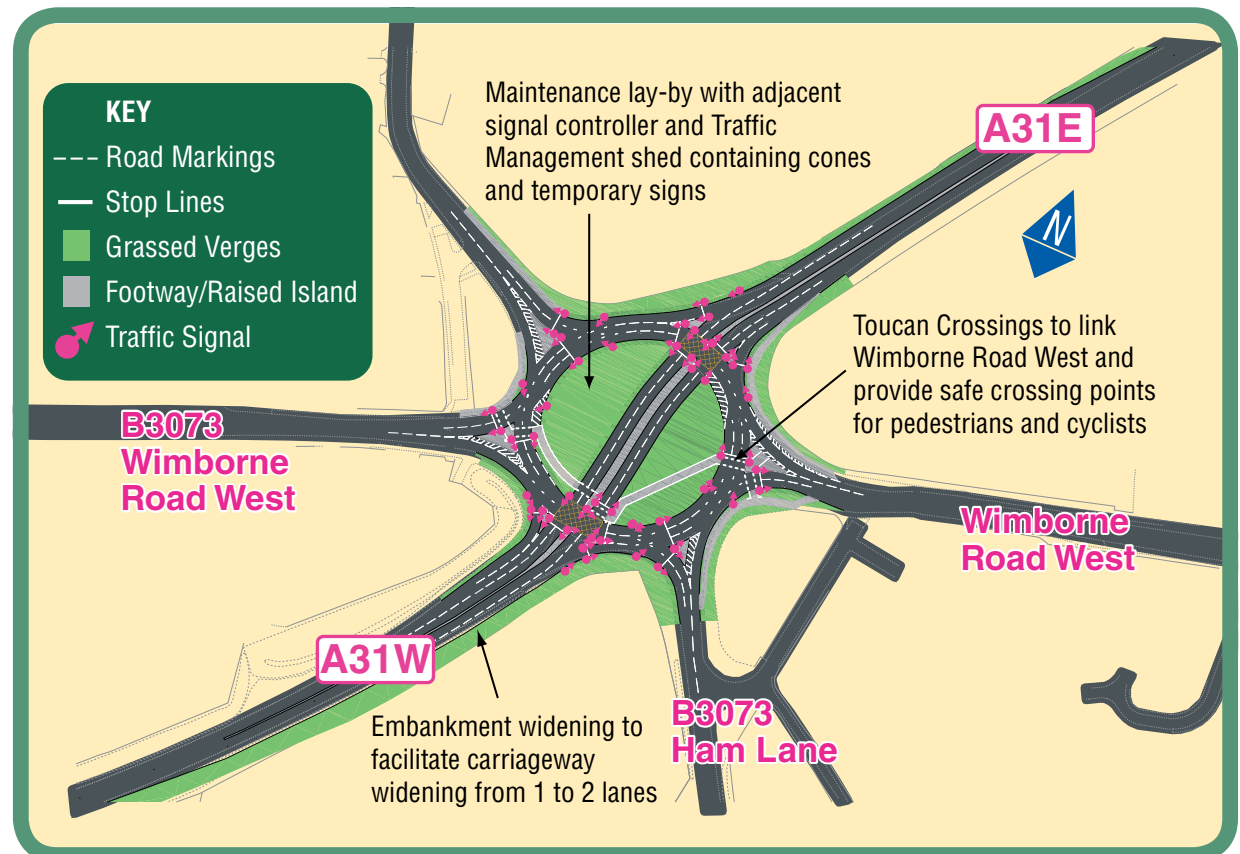 KEY
Road Markings
Stop Lines
Grassed Verges
Footway/Raised Island
Traffic Signal
Maintenance lay-by with adjacent
signal controller and Traffic
Management shed containing cones
and temporary signs
A31E
N
Toucan Crossings to link
Wimborne Road West and
provide safe crossing points
for pedestrians and cyclists
B3073
Wimborne
Road West
Wimborne
Road West
A31W
Embankment widening to
facilitate carriageway
widening from 1 to 2 lanes
B3073
Ham Lane